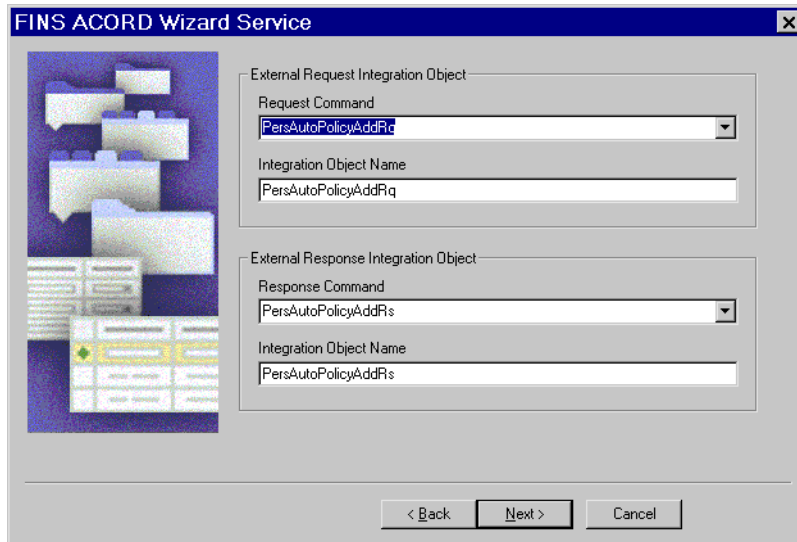 FINS ACORD Wizard Service
External Request Integration Object
Request Command
PersAutoPolicyAddRq
Integration Object Name
PersAutoPolicyAddRq
External Response Integration Object
Response Command
PersAutoPolicyAddRs
Integration Object Name
PersAutoPolicyAddRs
< Back Next > Cancel